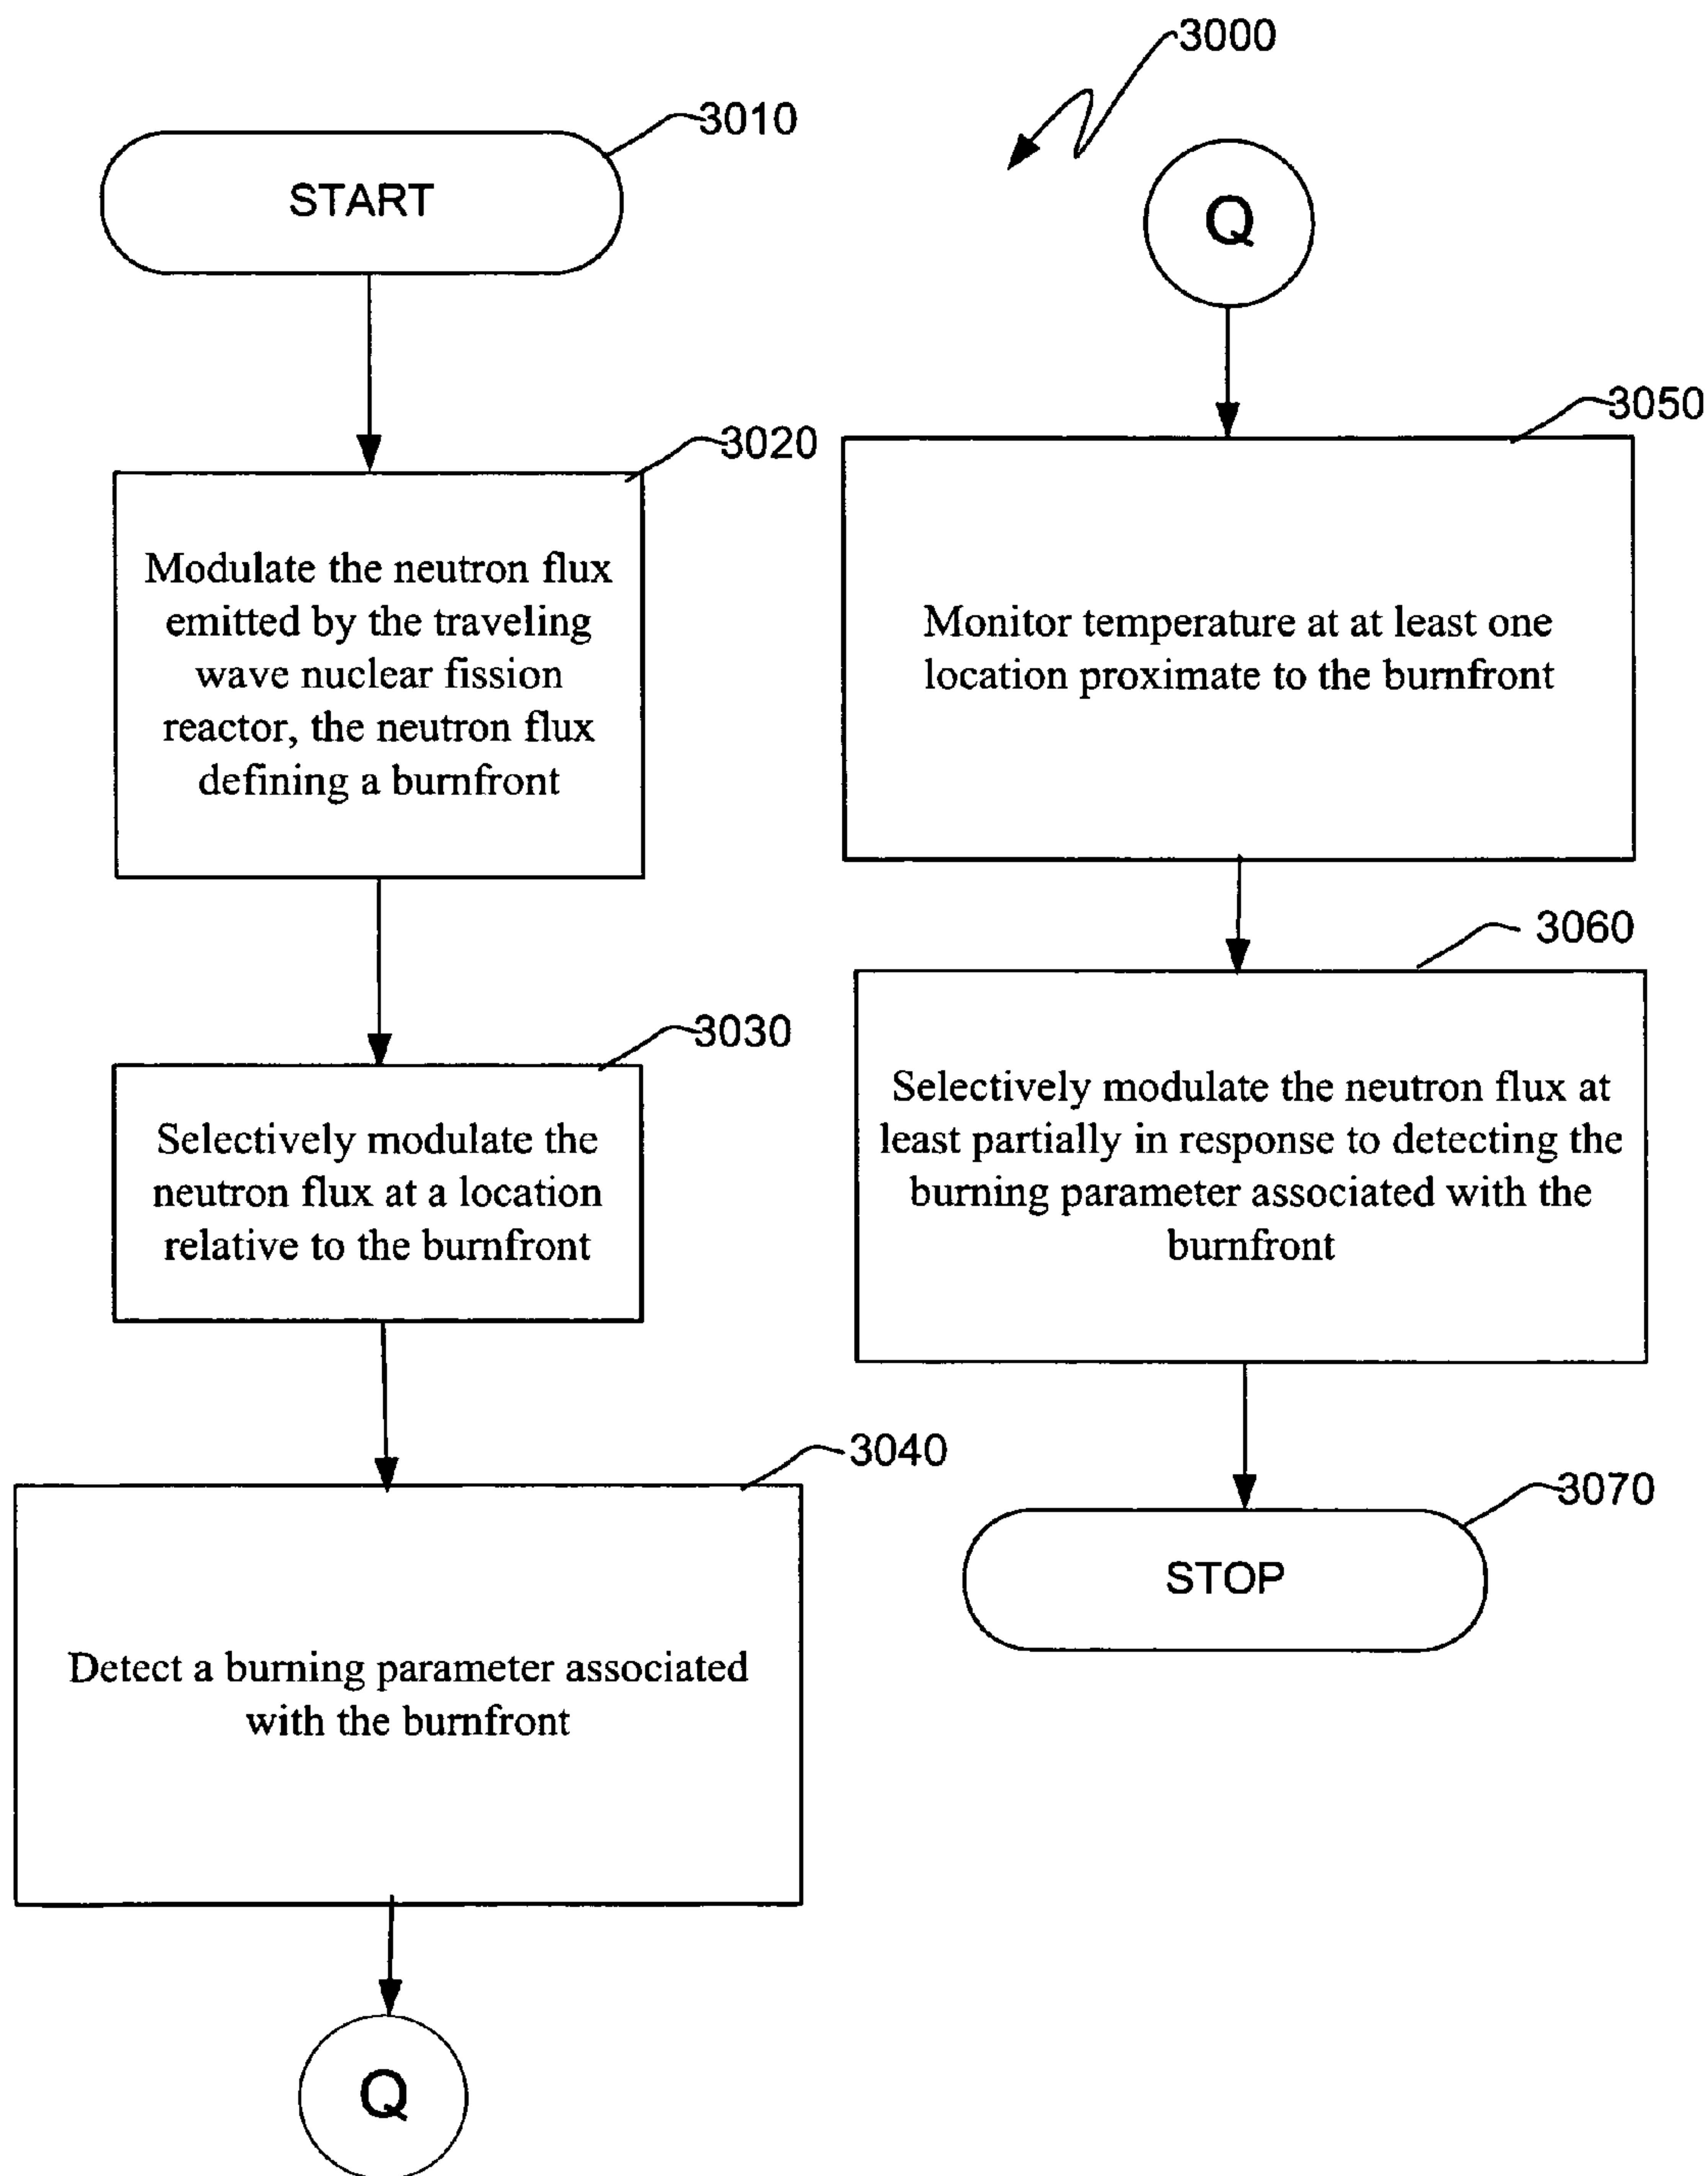 3000
3010
START
3020
Modulate the neutron flux
emitted by the traveling
wave nuclear fission
reactor, the neutron flux
defining a burnfront
3030
Selectively modulate the
neutron flux at a location
relative to the burnfront
3040
Detect a burning parameter associated
with the burnfront
Q
Q
3050
Monitor temperature at at least one
location proximate to the burnfront
3060
Selectively modulate the neutron flux at
least partially in response to detecting the
burning parameter associated with the
burnfront
3070
STOP